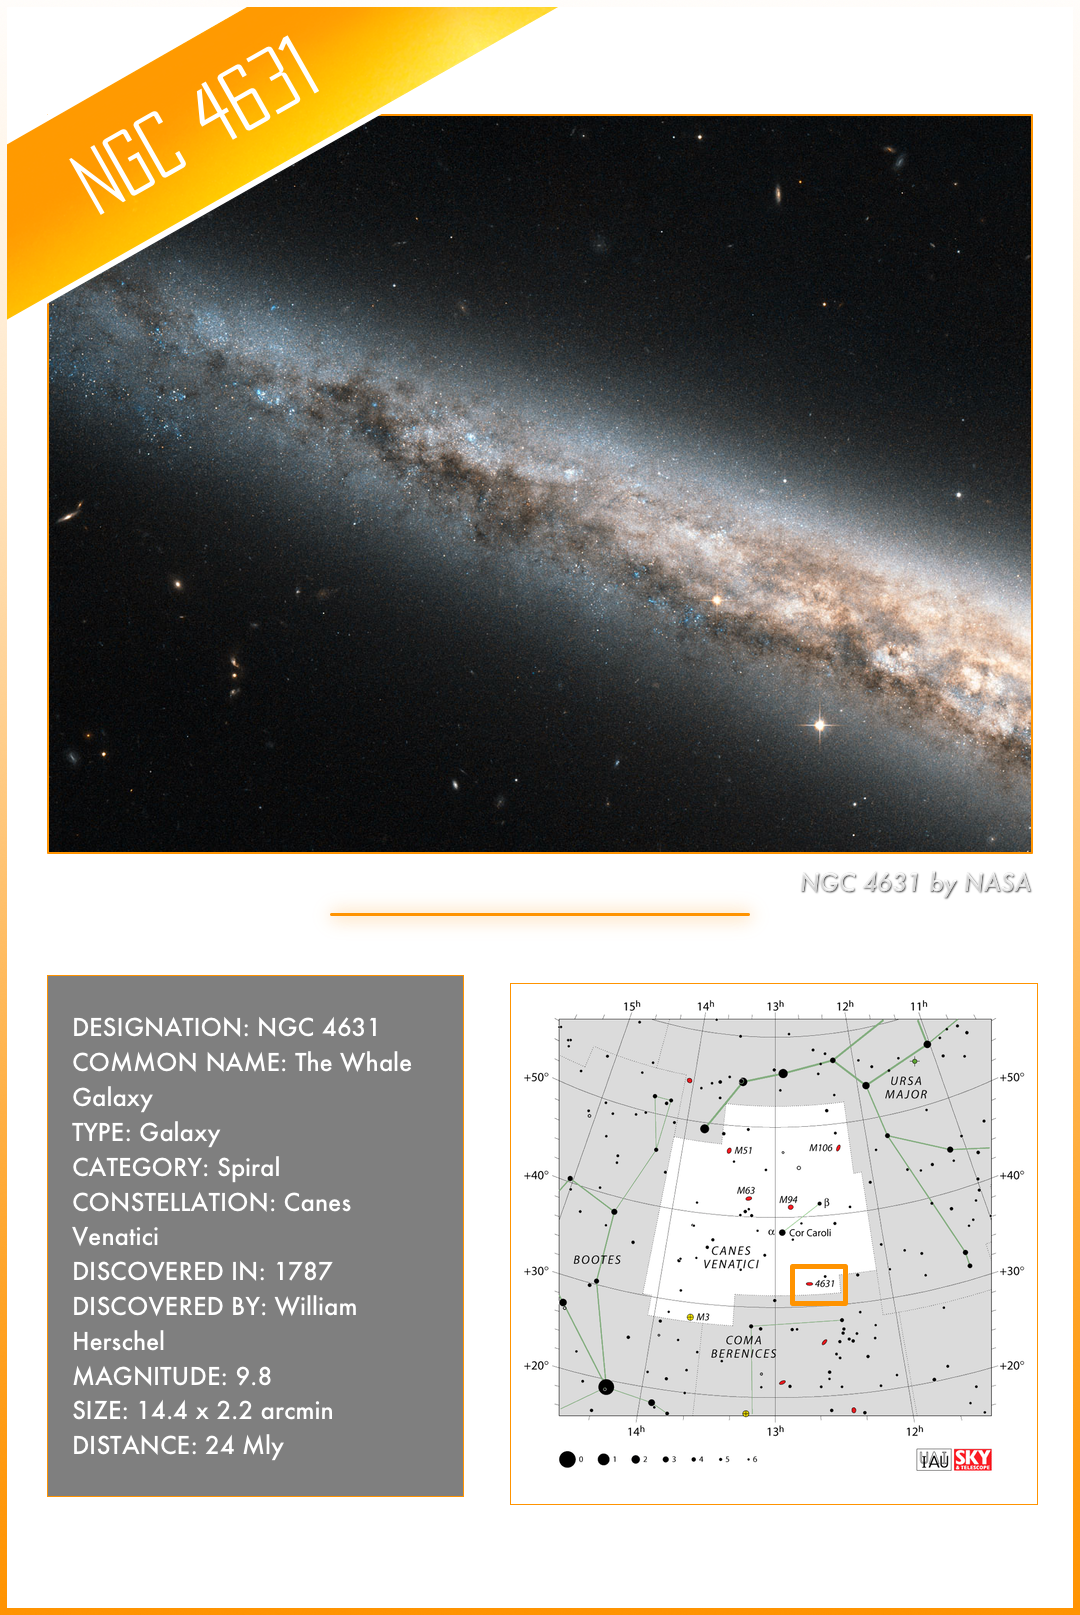 NGC 4631
NGC 4631 by NASA
DESIGNATION: NGC 4631
COMMON NAME: The Whale
Galaxy
TYPE: Galaxy
CATEGORY: Spiral
CONSTELLATION: Canes
Venatici
DISCOVERED IN: 1787
DISCOVERED BY: William
Herschel
MAGNITUDE: 9.8
SIZE: 14.4 x 2.2 arcmin
DISTANCE: 24 Mly
15h 14h 13h 12h 11h
+50° +50°
URSA
MAJOR
M51 M106
+40° +40°
M63 M94
β
α Cor Caroli
BOOTES
CANES
VENATICI
+30° +30°
4631
M3
COMA
BERENICES
+20° +20°
14h 13h 12h
0 1 2 3 4 5 6
IAU
SKY
& TELESCOPE